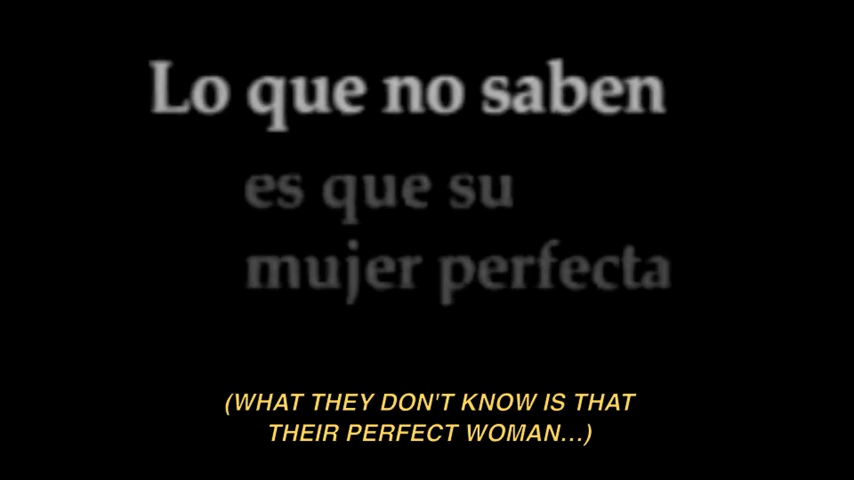 Lo que no saben
es que su
mujer perfecta
(WHAT THEY DON'T KNOW IS THAT
THEIR PERFECT WOMAN...)